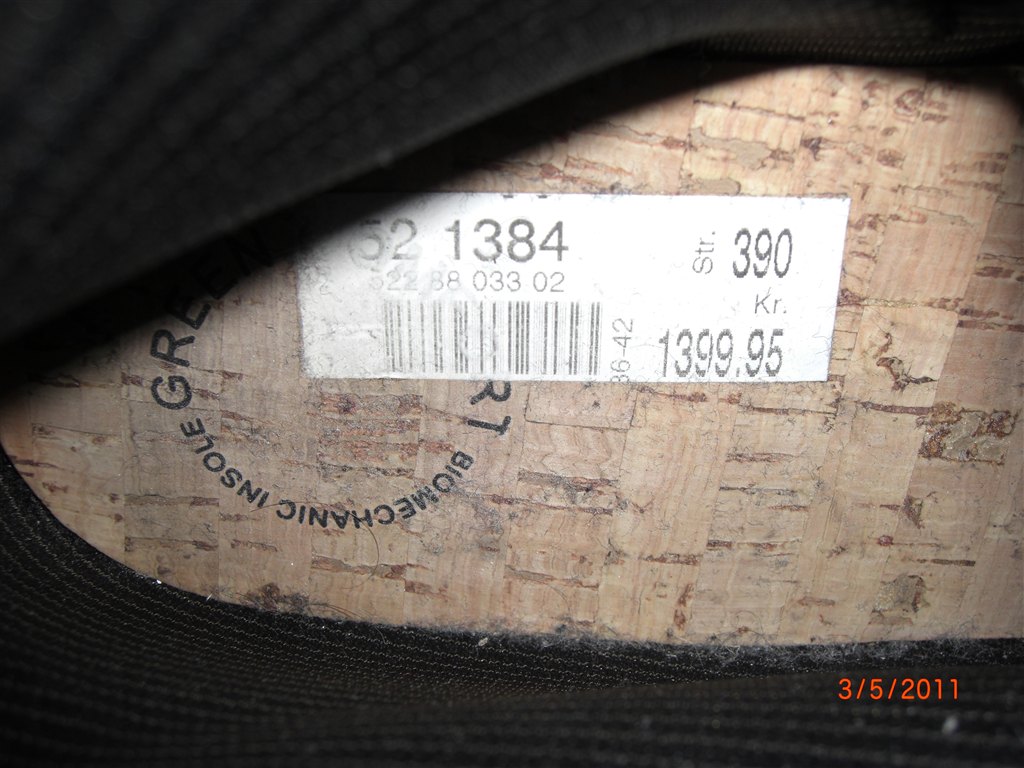 52 1384
522 88 033 02
Str. 390
Kr.
1399.95
36-42
GREEN
BIOMECHANIC INSOLE
3/5/2011